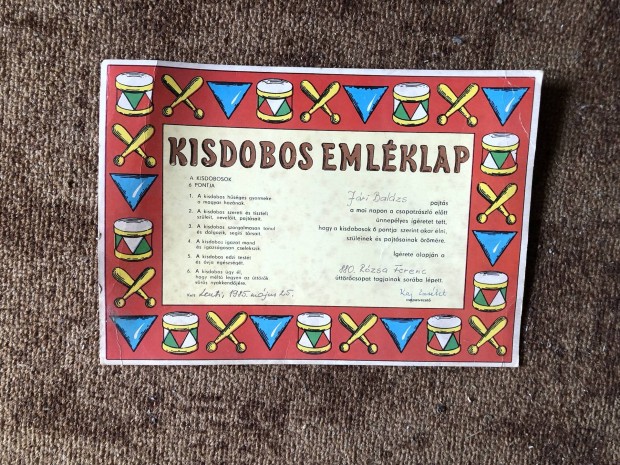 KISDOBOS EMLÉKLAP
A KISDOBOSOK
6 PONTJA
1. A kisdobos hűséges gyermeke
a magyar hazának.
2. A kisdobos szereti és tiszteli
szüleit, nevelőit, pajtásait.
3. A kisdobos szorgalmasan tanul
és dolgozik, segíti társait.
4. A kisdobos igazat mond
és igazságosan cselekszik.
5. A kisdobos edzi testét
és óvja egészségét.
6. A kisdobos úgy él,
hogy méltó legyen az úttörők
vörös nyakkendőjére.
Kelt. Lenti, 1985. május 25.
Balázs pajtás
a mai napon a csapatzászló előtt
ünnepélyes ígéretet tett,
hogy a kisdobosok 6 pontja szerint akar élni,
szüleinek és pajtásainak örömére.
Ígérete alapján a
Rózsa Ferenc
úttörőcsapat tagjainak sorába lépett.